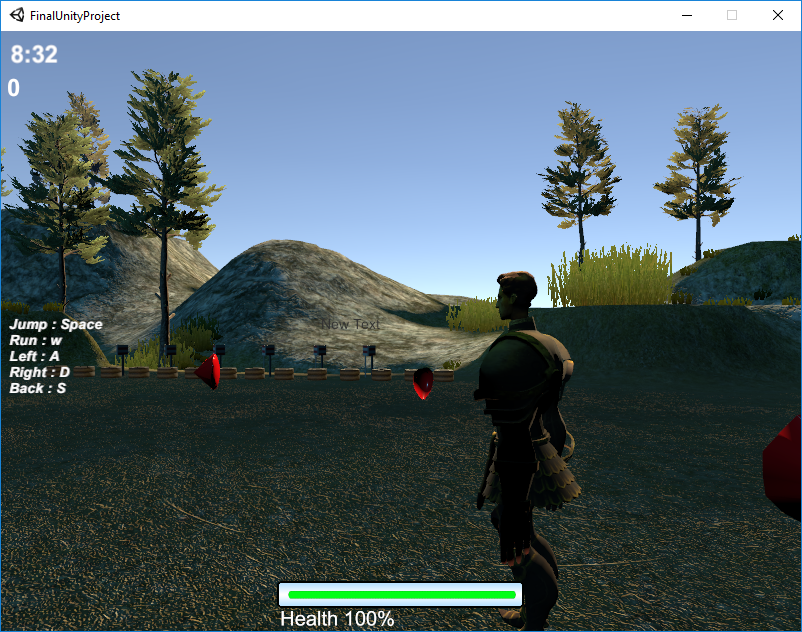 FinalUnityProject
8:32
0
New Text
Jump : Space
Run : w
Left : A
Right : D
Back : S
Health 100%